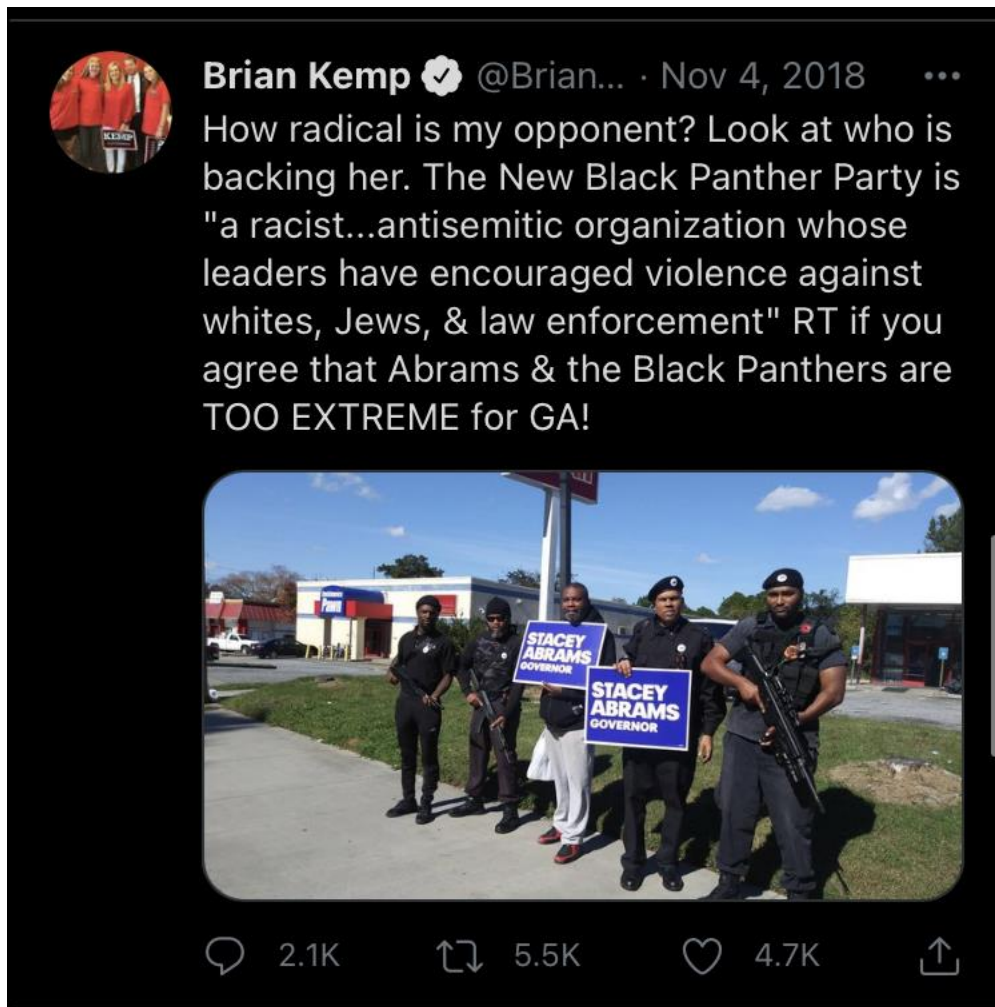 Brian Kemp @Brian... · Nov 4, 2018
How radical is my opponent? Look at who is
backing her. The New Black Panther Party is
"a racist...antisemitic organization whose
leaders have encouraged violence against
whites, Jews, & law enforcement" RT if you
agree that Abrams & the Black Panthers are
TOO EXTREME for GA!
KEMP
Pawn
STACEY
ABRAMS
GOVERNOR
STACEY
ABRAMS
GOVERNOR
2.1K 5.5K 4.7K